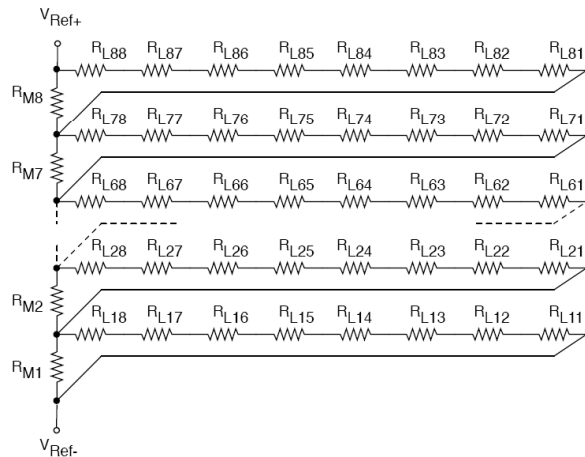 VRef+
RL88 RL87 RL86 RL85 RL84 RL83 RL82 RL81
RM8
RL78 RL77 RL76 RL75 RL74 RL73 RL72 RL71
RM7
RL68 RL67 RL66 RL65 RL64 RL63 RL62 RL61
RL28 RL27 RL26 RL25 RL24 RL23 RL22 RL21
RM2
RL18 RL17 RL16 RL15 RL14 RL13 RL12 RL11
RM1
VRef-